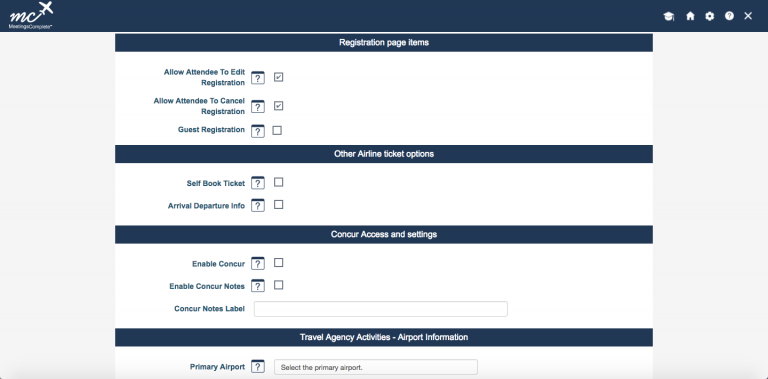 mc
MeetingsComplete™
Registration page items
Allow Attendee To Edit
Registration
?
Allow Attendee To Cancel
Registration
?
Guest Registration ?
Other Airline ticket options
Self Book Ticket ?
Arrival Departure Info ?
Concur Access and settings
Enable Concur ?
Enable Concur Notes ?
Concur Notes Label
Travel Agency Activities - Airport Information
Primary Airport ? Select the primary airport.